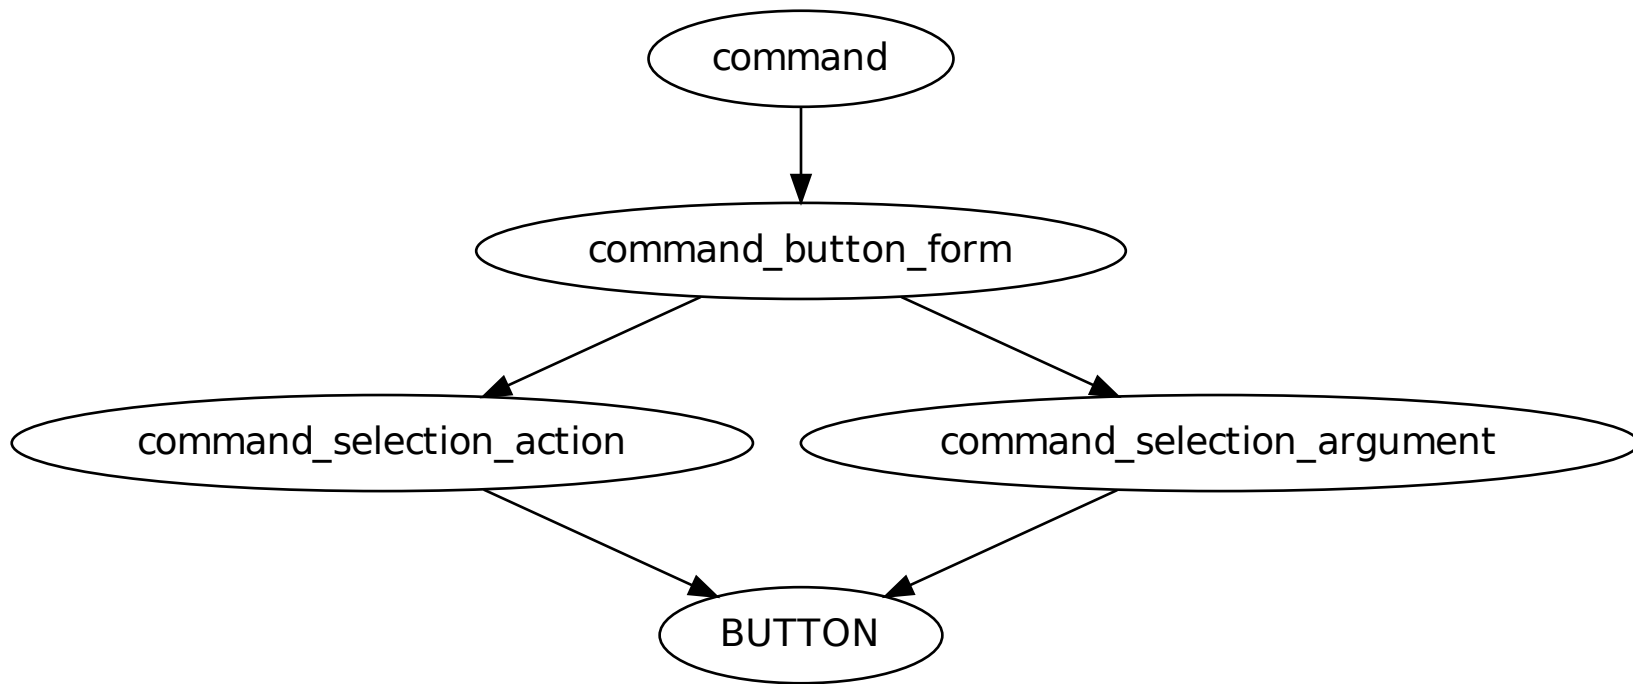 command
command_button_form
command_selection_action
command_selection_argument
BUTTON